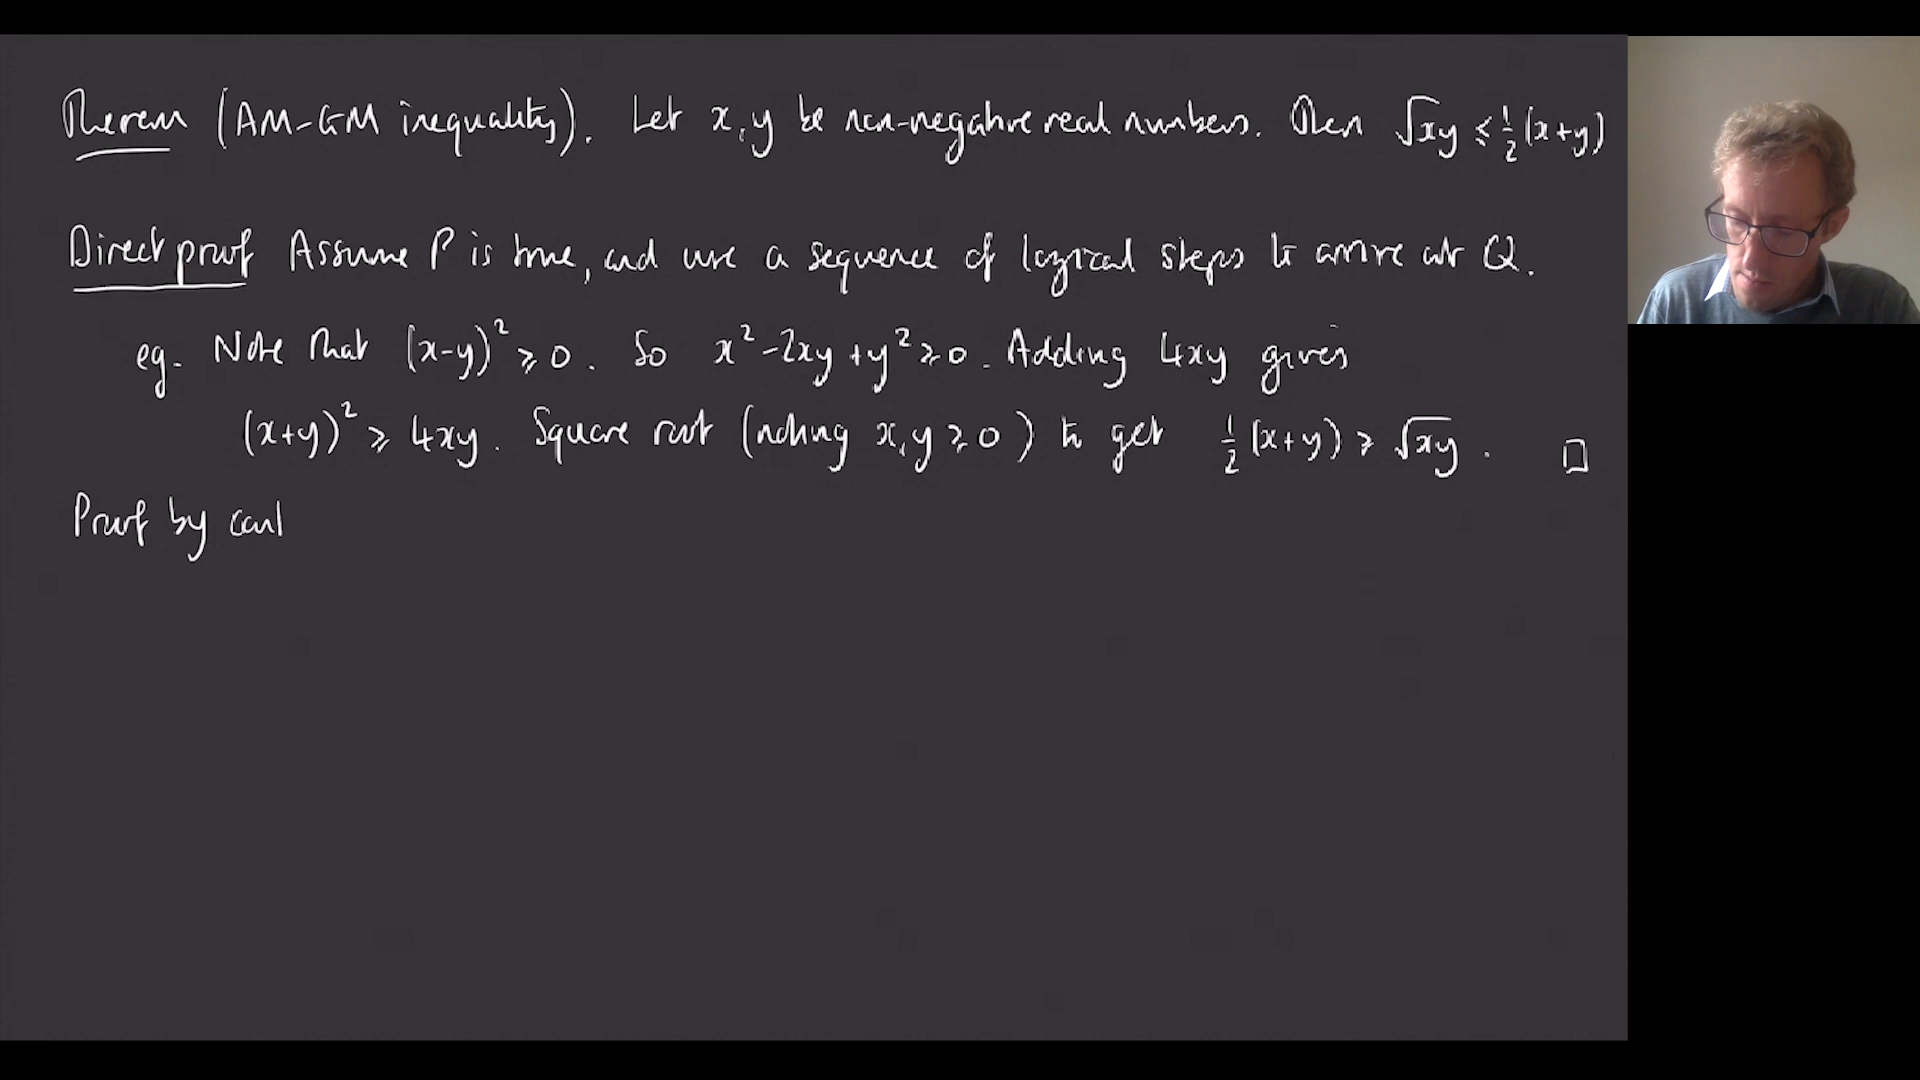 Theorem (AM-GM inequality). Let x, y be non-negative real numbers. Then √xy ≤ ½(x+y)
Direct proof Assume P is true, and use a sequence of logical steps to arrive at Q.
eg. Note that (x-y)² ≥ 0. So x² - 2xy + y² ≥ 0. Adding 4xy gives
(x+y)² ≥ 4xy. Square root (noting x, y ≥ 0) to get ½(x+y) ≥ √xy. □
Proof by cont